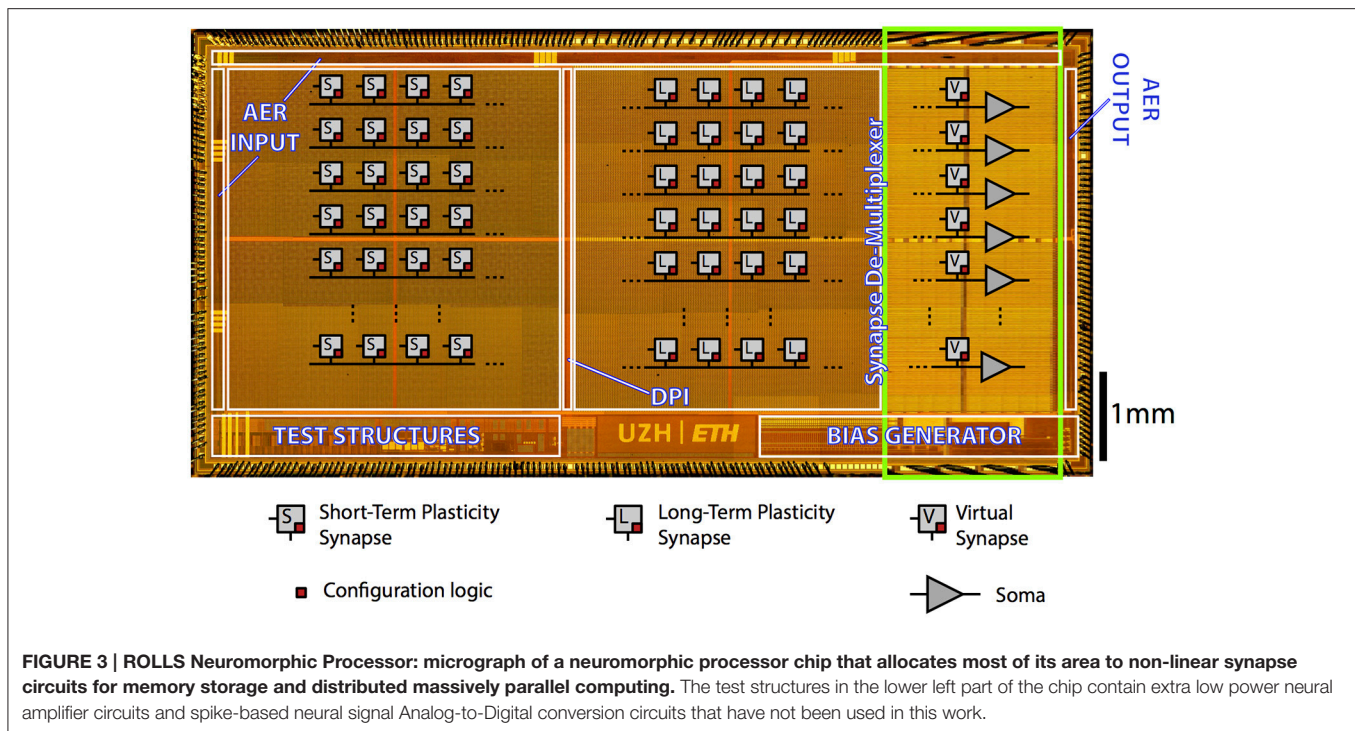 AER
INPUT
S S S S ... ... L L L L ... V
S S S S ... ... L L L L ... V
S S S S ... ... L L L L ... V
S S S S ... ... L L L L ... V
S S S S ... ... L L L L ... V
S S S S ... ... L L L L ... V
Synapse De-Multiplexer
AER
OUTPUT
DPI
1mm
TEST STRUCTURES
UZH | ETH
BIAS GENERATOR
S Short-Term Plasticity
Synapse
L Long-Term Plasticity
Synapse
V Virtual
Synapse
Configuration logic
Soma
FIGURE 3 | ROLLS Neuromorphic Processor: micrograph of a neuromorphic processor chip that allocates most of its area to non-linear synapse
circuits for memory storage and distributed massively parallel computing. The test structures in the lower left part of the chip contain extra low power neural
amplifier circuits and spike-based neural signal Analog-to-Digital conversion circuits that have not been used in this work.